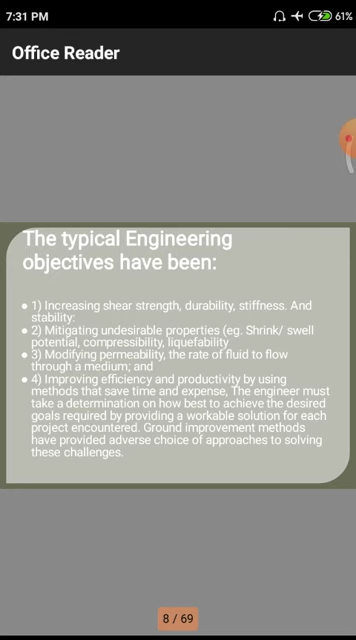 7:31 PM
61%
Office Reader
The typical Engineering
objectives have been:
● 1) Increasing shear strength, durability, stiffness. And
stability:
● 2) Mitigating undesirable properties (eg. Shrink/ swell
potential, compressibility, liquefability
● 3) Modifying permeability, the rate of fluid to flow
through a medium; and
● 4) Improving efficiency and productivity by using
methods that save time and expense, The engineer must
take a determination on how best to achieve the desired
goals required by providing a workable solution for each
project encountered. Ground improvement methods
have provided adverse choice of approaches to solving
these challenges.
8 / 69